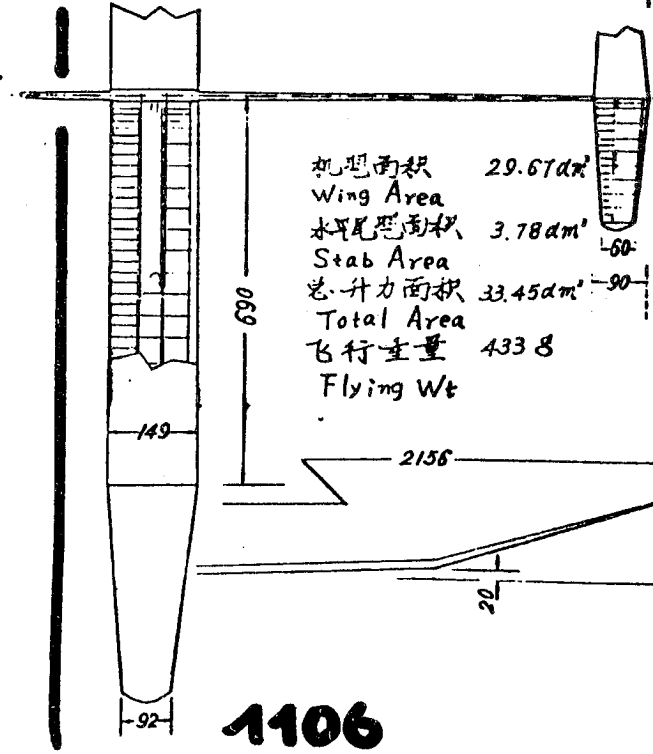 机翼面积 29.67dm²
Wing Area
水平尾翼面积 3.78dm²
Stab Area
总升力面积 33.45dm²
Total Area
飞行重量 433g
Flying Wt
60
90
690
149
2156
20
92
1106